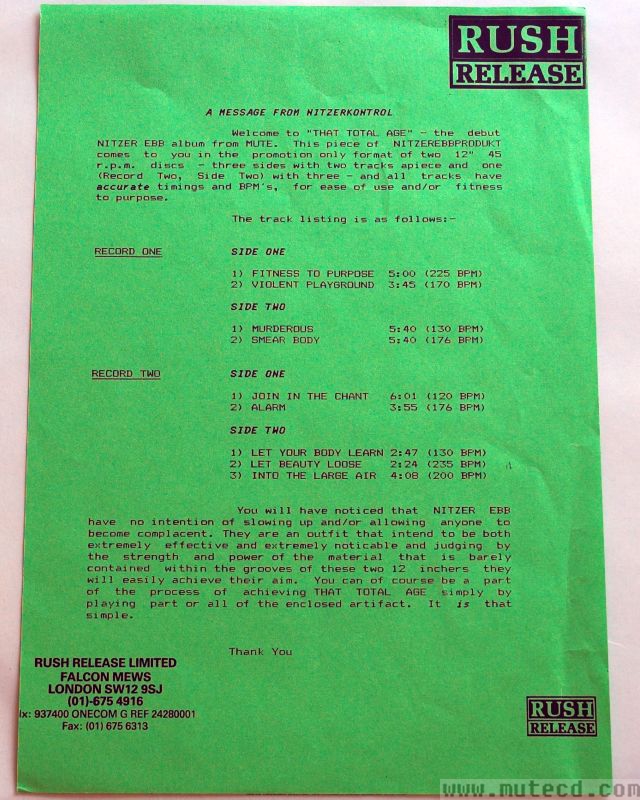 RUSH
RELEASE
A MESSAGE FROM NITZERKONTROL
Welcome to "THAT TOTAL AGE" - the debut
NITZER EBB album from MUTE. This piece of NITZEREBBPRODUKT
comes to you in the promotion only format of two 12" 45
r.p.m. discs - three sides with two tracks apiece and one
(Record Two, Side Two) with three - and all tracks have
accurate timings and BPM's, for ease of use and/or fitness
to purpose.
The track listing is as follows:-
RECORD ONE SIDE ONE
1) FITNESS TO PURPOSE 5:00 (225 BPM)
2) VIOLENT PLAYGROUND 3:45 (170 BPM)
SIDE TWO
1) MURDEROUS 5:40 (130 BPM)
2) SMEAR BODY 5:40 (176 BPM)
RECORD TWO SIDE ONE
1) JOIN IN THE CHANT 6:01 (120 BPM)
2) ALARM 3:55 (176 BPM)
SIDE TWO
1) LET YOUR BODY LEARN 2:47 (130 BPM)
2) LET BEAUTY LOOSE 2:24 (235 BPM)
3) INTO THE LARGE AIR 4:08 (200 BPM)
You will have noticed that NITZER EBB
have no intention of slowing up and/or allowing anyone to
become complacent. They are an outfit that intend to be both
extremely effective and extremely noticable and judging by
the strength and power of the material that is barely
contained within the grooves of these two 12 inchers they
will easily achieve their aim. You can of course be a part
of the process of achieving THAT TOTAL AGE simply by
playing part or all of the enclosed artifact. It is that
simple.
Thank You
RUSH RELEASE LIMITED
FALCON MEWS
LONDON SW12 9SJ
(01)-675 4916
lx: 937400 ONECOM G REF 24280001
Fax: (01) 675 6313
RUSH
RELEASE
www.mutecd.com